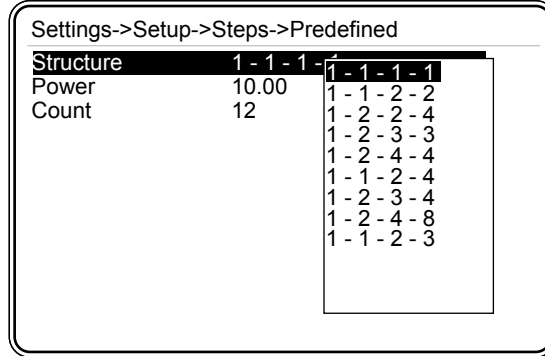 Settings->Setup->Steps->Predefined
Structure 1 - 1 - 1 - 1
Power 10.00
Count 12
1 - 1 - 1 - 1
1 - 1 - 2 - 2
1 - 2 - 2 - 4
1 - 2 - 3 - 3
1 - 2 - 4 - 4
1 - 1 - 2 - 4
1 - 2 - 3 - 4
1 - 2 - 4 - 8
1 - 1 - 2 - 3